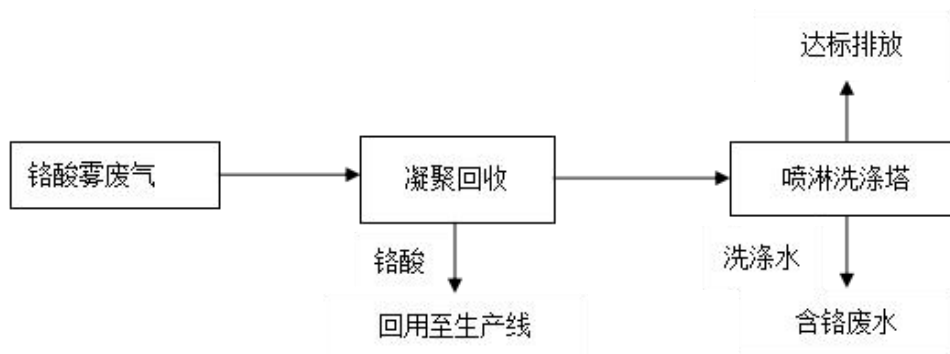 达标排放
铬酸雾废气
凝聚回收
喷淋洗涤塔
铬酸
洗涤水
回用至生产线
含铬废水